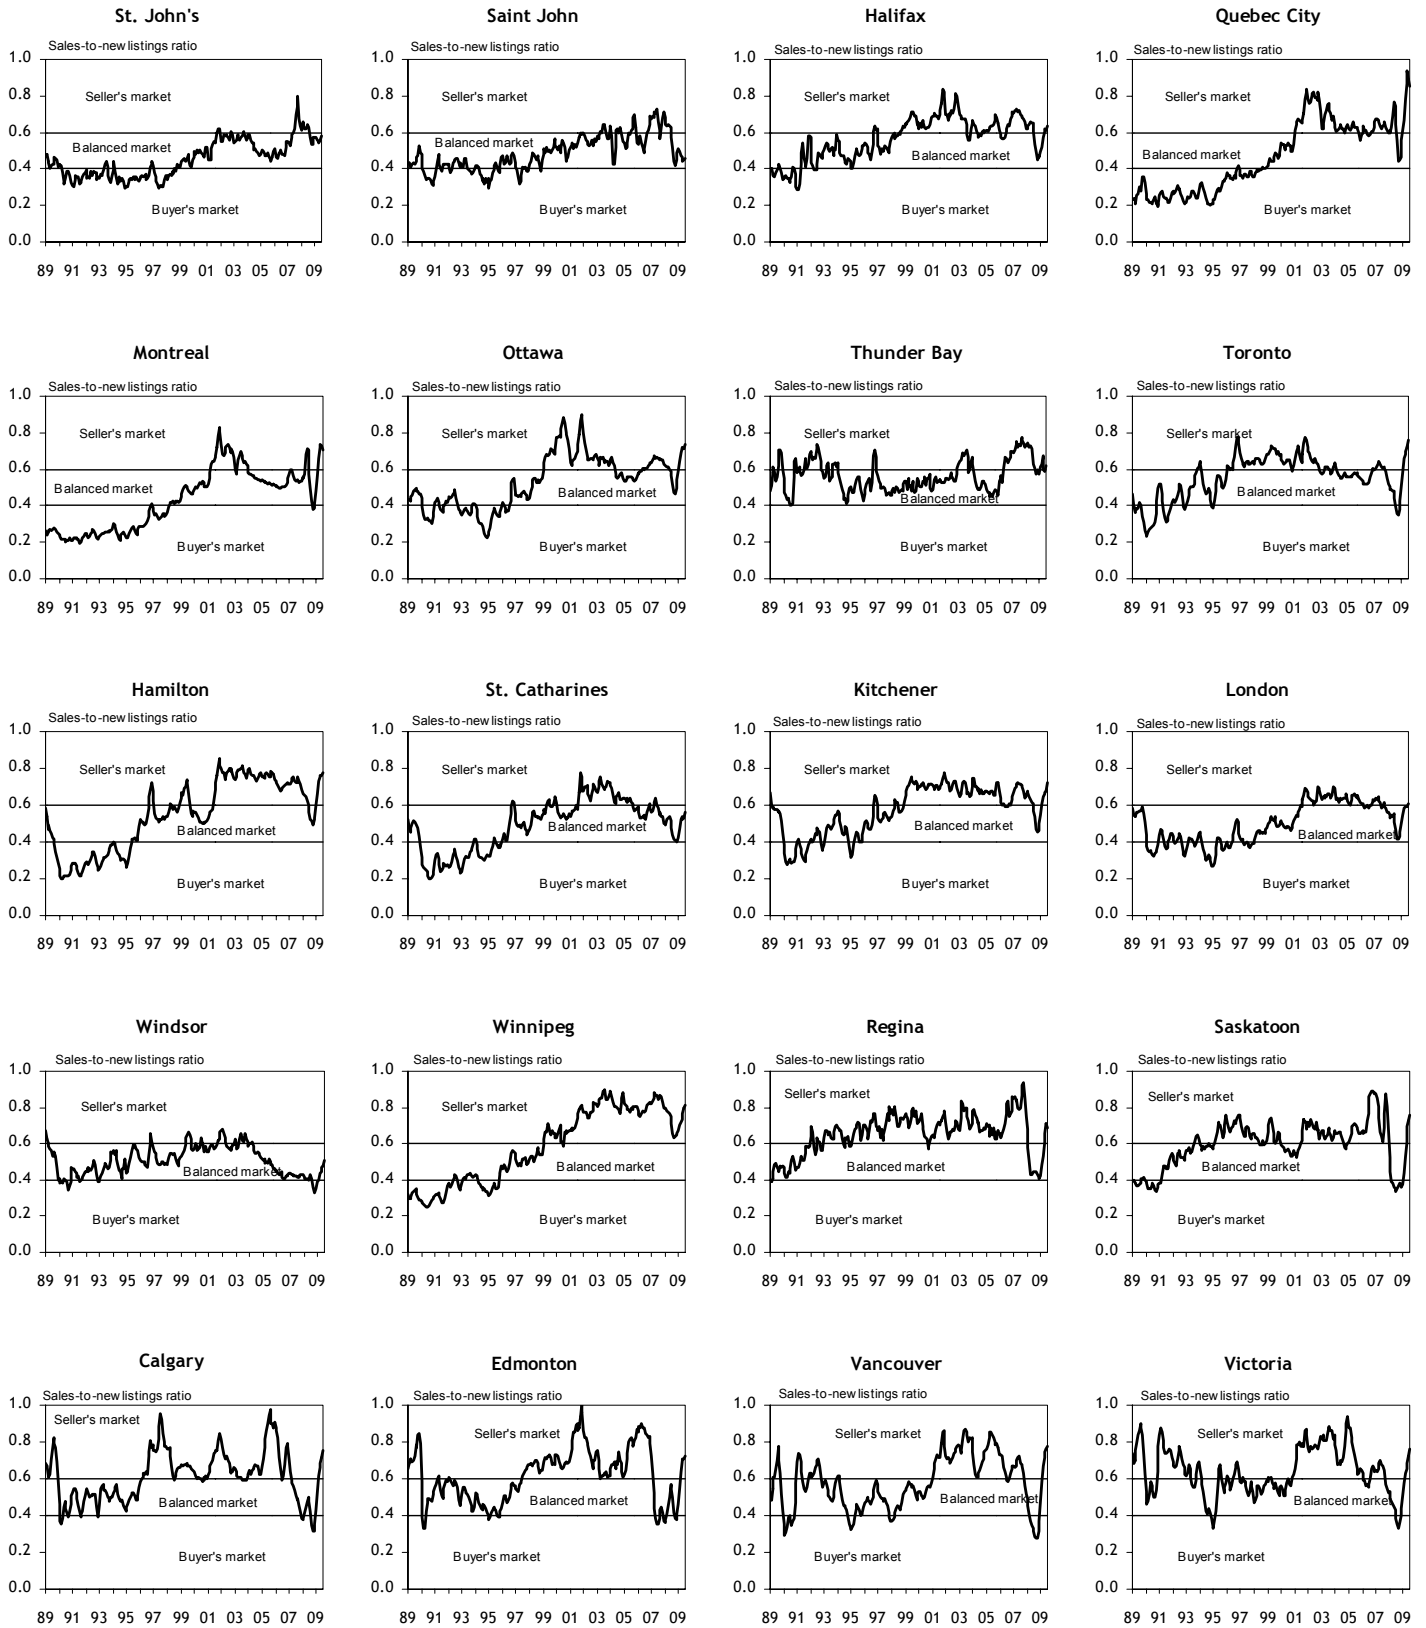 St. John's
Sales-to-new listings ratio
1.0
Seller's market
0.8
0.6
Balanced market
0.4
Buyer's market
0.2
0.0
89 91 93 95 97 99 01 03 05 07 09
Saint John
Sales-to-new listings ratio
1.0
Seller's market
0.8
0.6
Balanced market
0.4
Buyer's market
0.2
0.0
89 91 93 95 97 99 01 03 05 07 09
Halifax
Sales-to-new listings ratio
1.0
Seller's market
0.8
0.6
Balanced market
0.4
Buyer's market
0.2
0.0
89 91 93 95 97 99 01 03 05 07 09
Quebec City
Sales-to-new listings ratio
1.0
Seller's market
0.8
0.6
Balanced market
0.4
Buyer's market
0.2
0.0
89 91 93 95 97 99 01 03 05 07 09
Montreal
Sales-to-new listings ratio
1.0
Seller's market
0.8
0.6
Balanced market
0.4
Buyer's market
0.2
0.0
89 91 93 95 97 99 01 03 05 07 09
Ottawa
Sales-to-new listings ratio
1.0
Seller's market
0.8
0.6
Balanced market
0.4
Buyer's market
0.2
0.0
89 91 93 95 97 99 01 03 05 07 09
Thunder Bay
Sales-to-new listings ratio
1.0
Seller's market
0.8
0.6
Balanced market
0.4
Buyer's market
0.2
0.0
89 91 93 95 97 99 01 03 05 07 09
Toronto
Sales-to-new listings ratio
1.0
Seller's market
0.8
0.6
Balanced market
0.4
Buyer's market
0.2
0.0
89 91 93 95 97 99 01 03 05 07 09
Hamilton
Sales-to-new listings ratio
1.0
Seller's market
0.8
0.6
Balanced market
0.4
Buyer's market
0.2
0.0
89 91 93 95 97 99 01 03 05 07 09
St. Catharines
Sales-to-new listings ratio
1.0
Seller's market
0.8
0.6
Balanced market
0.4
Buyer's market
0.2
0.0
89 91 93 95 97 99 01 03 05 07 09
Kitchener
Sales-to-new listings ratio
1.0
Seller's market
0.8
0.6
Balanced market
0.4
Buyer's market
0.2
0.0
89 91 93 95 97 99 01 03 05 07 09
London
Sales-to-new listings ratio
1.0
Seller's market
0.8
0.6
Balanced market
0.4
Buyer's market
0.2
0.0
89 91 93 95 97 99 01 03 05 07 09
Windsor
Sales-to-new listings ratio
1.0
Seller's market
0.8
0.6
Balanced market
0.4
Buyer's market
0.2
0.0
89 91 93 95 97 99 01 03 05 07 09
Winnipeg
Sales-to-new listings ratio
1.0
Seller's market
0.8
0.6
Balanced market
0.4
Buyer's market
0.2
0.0
89 91 93 95 97 99 01 03 05 07 09
Regina
Sales-to-new listings ratio
1.0
Seller's market
0.8
0.6
Balanced market
0.4
Buyer's market
0.2
0.0
89 91 93 95 97 99 01 03 05 07 09
Saskatoon
Sales-to-new listings ratio
1.0
Seller's market
0.8
0.6
Balanced market
0.4
Buyer's market
0.2
0.0
89 91 93 95 97 99 01 03 05 07 09
Calgary
Sales-to-new listings ratio
1.0
Seller's market
0.8
0.6
Balanced market
0.4
Buyer's market
0.2
0.0
89 91 93 95 97 99 01 03 05 07 09
Edmonton
Sales-to-new listings ratio
1.0
Seller's market
0.8
0.6
Balanced market
0.4
Buyer's market
0.2
0.0
89 91 93 95 97 99 01 03 05 07 09
Vancouver
Sales-to-new listings ratio
1.0
Seller's market
0.8
0.6
Balanced market
0.4
Buyer's market
0.2
0.0
89 91 93 95 97 99 01 03 05 07 09
Victoria
Sales-to-new listings ratio
1.0
Seller's market
0.8
0.6
Balanced market
0.4
Buyer's market
0.2
0.0
89 91 93 95 97 99 01 03 05 07 09